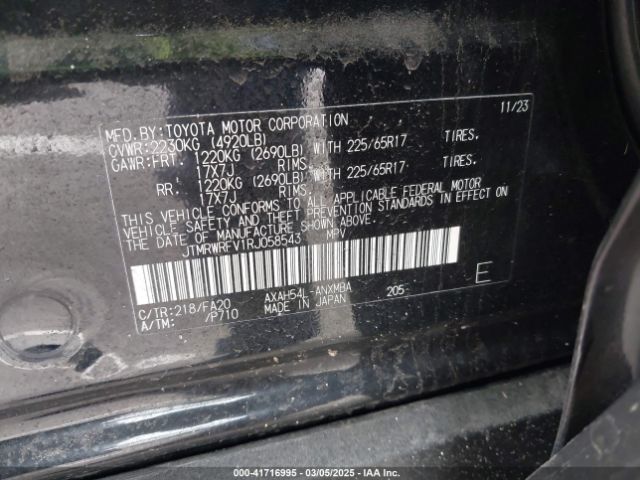 MFD.BY:TOYOTA MOTOR CORPORATION 11/23
GVWR:2230KG (4920LB)
GAWR:FRT. 1220KG (2690LB) WITH 225/65R17 TIRES.
17X7J RIMS.
RR. 1220KG (2690LB) WITH 225/65R17 TIRES.
17X7J RIMS.
THIS VEHICLE CONFORMS TO ALL APPLICABLE FEDERAL MOTOR
VEHICLE SAFETY AND THEFT PREVENTION STANDARDS IN EFFECT ON
THE DATE OF MANUFACTURE SHOWN ABOVE.
JTMRWRFV1RJ058543 MPV
C/TR:218/FA20 AXAH54L-ANXMBA 205 E
A/TM: /P710 MADE IN JAPAN
000-41716995 — 03/05/2025 — IAA Inc.